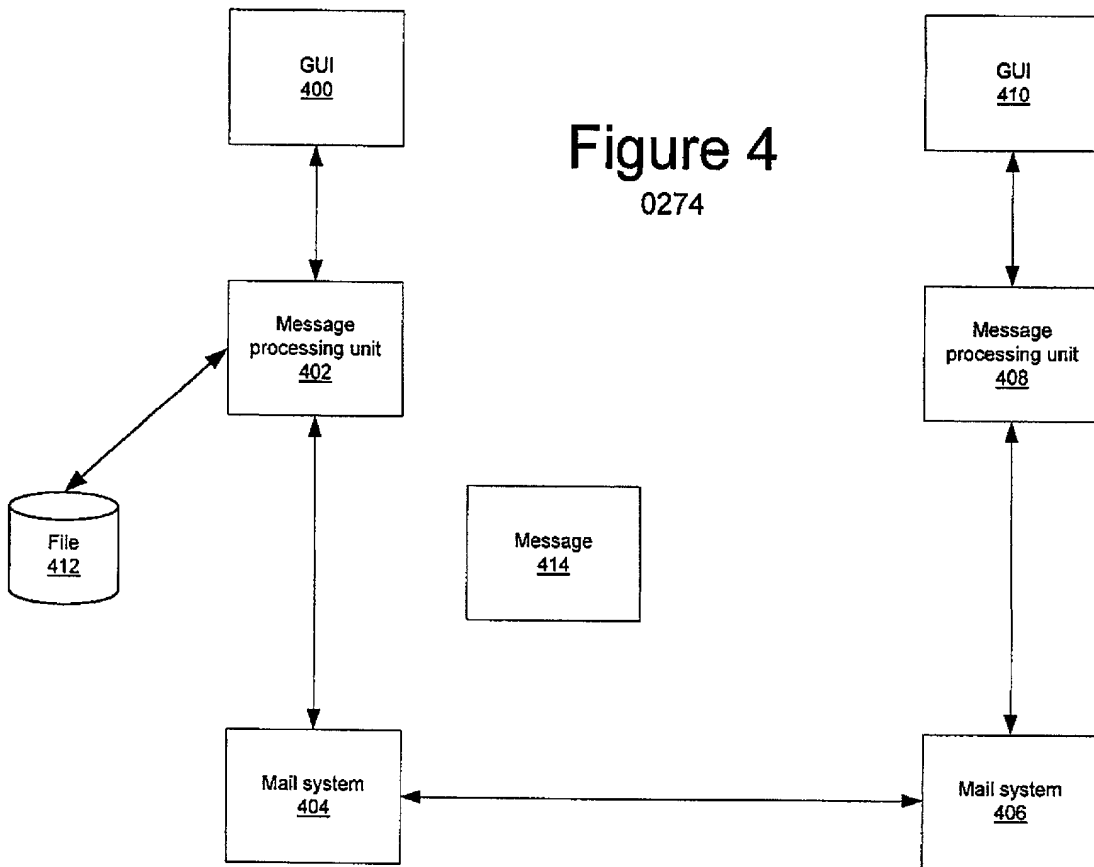 GUI
400
GUI
410
Figure 4
0274
Message
processing unit
402
Message
processing unit
408
File
412
Message
414
Mail system
404
Mail system
406